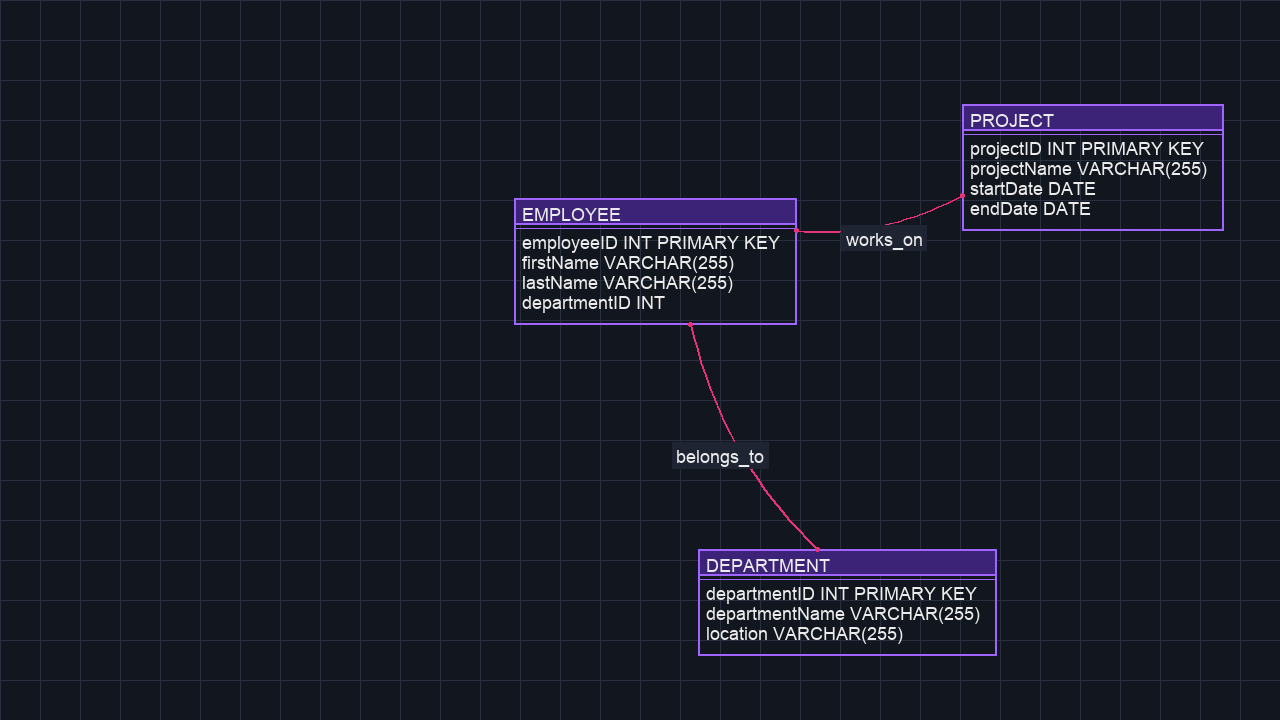 PROJECT
projectID INT PRIMARY KEY
projectName VARCHAR(255)
startDate DATE
endDate DATE
EMPLOYEE
employeeID INT PRIMARY KEY
firstName VARCHAR(255)
lastName VARCHAR(255)
departmentID INT
works_on
belongs_to
DEPARTMENT
departmentID INT PRIMARY KEY
departmentName VARCHAR(255)
location VARCHAR(255)